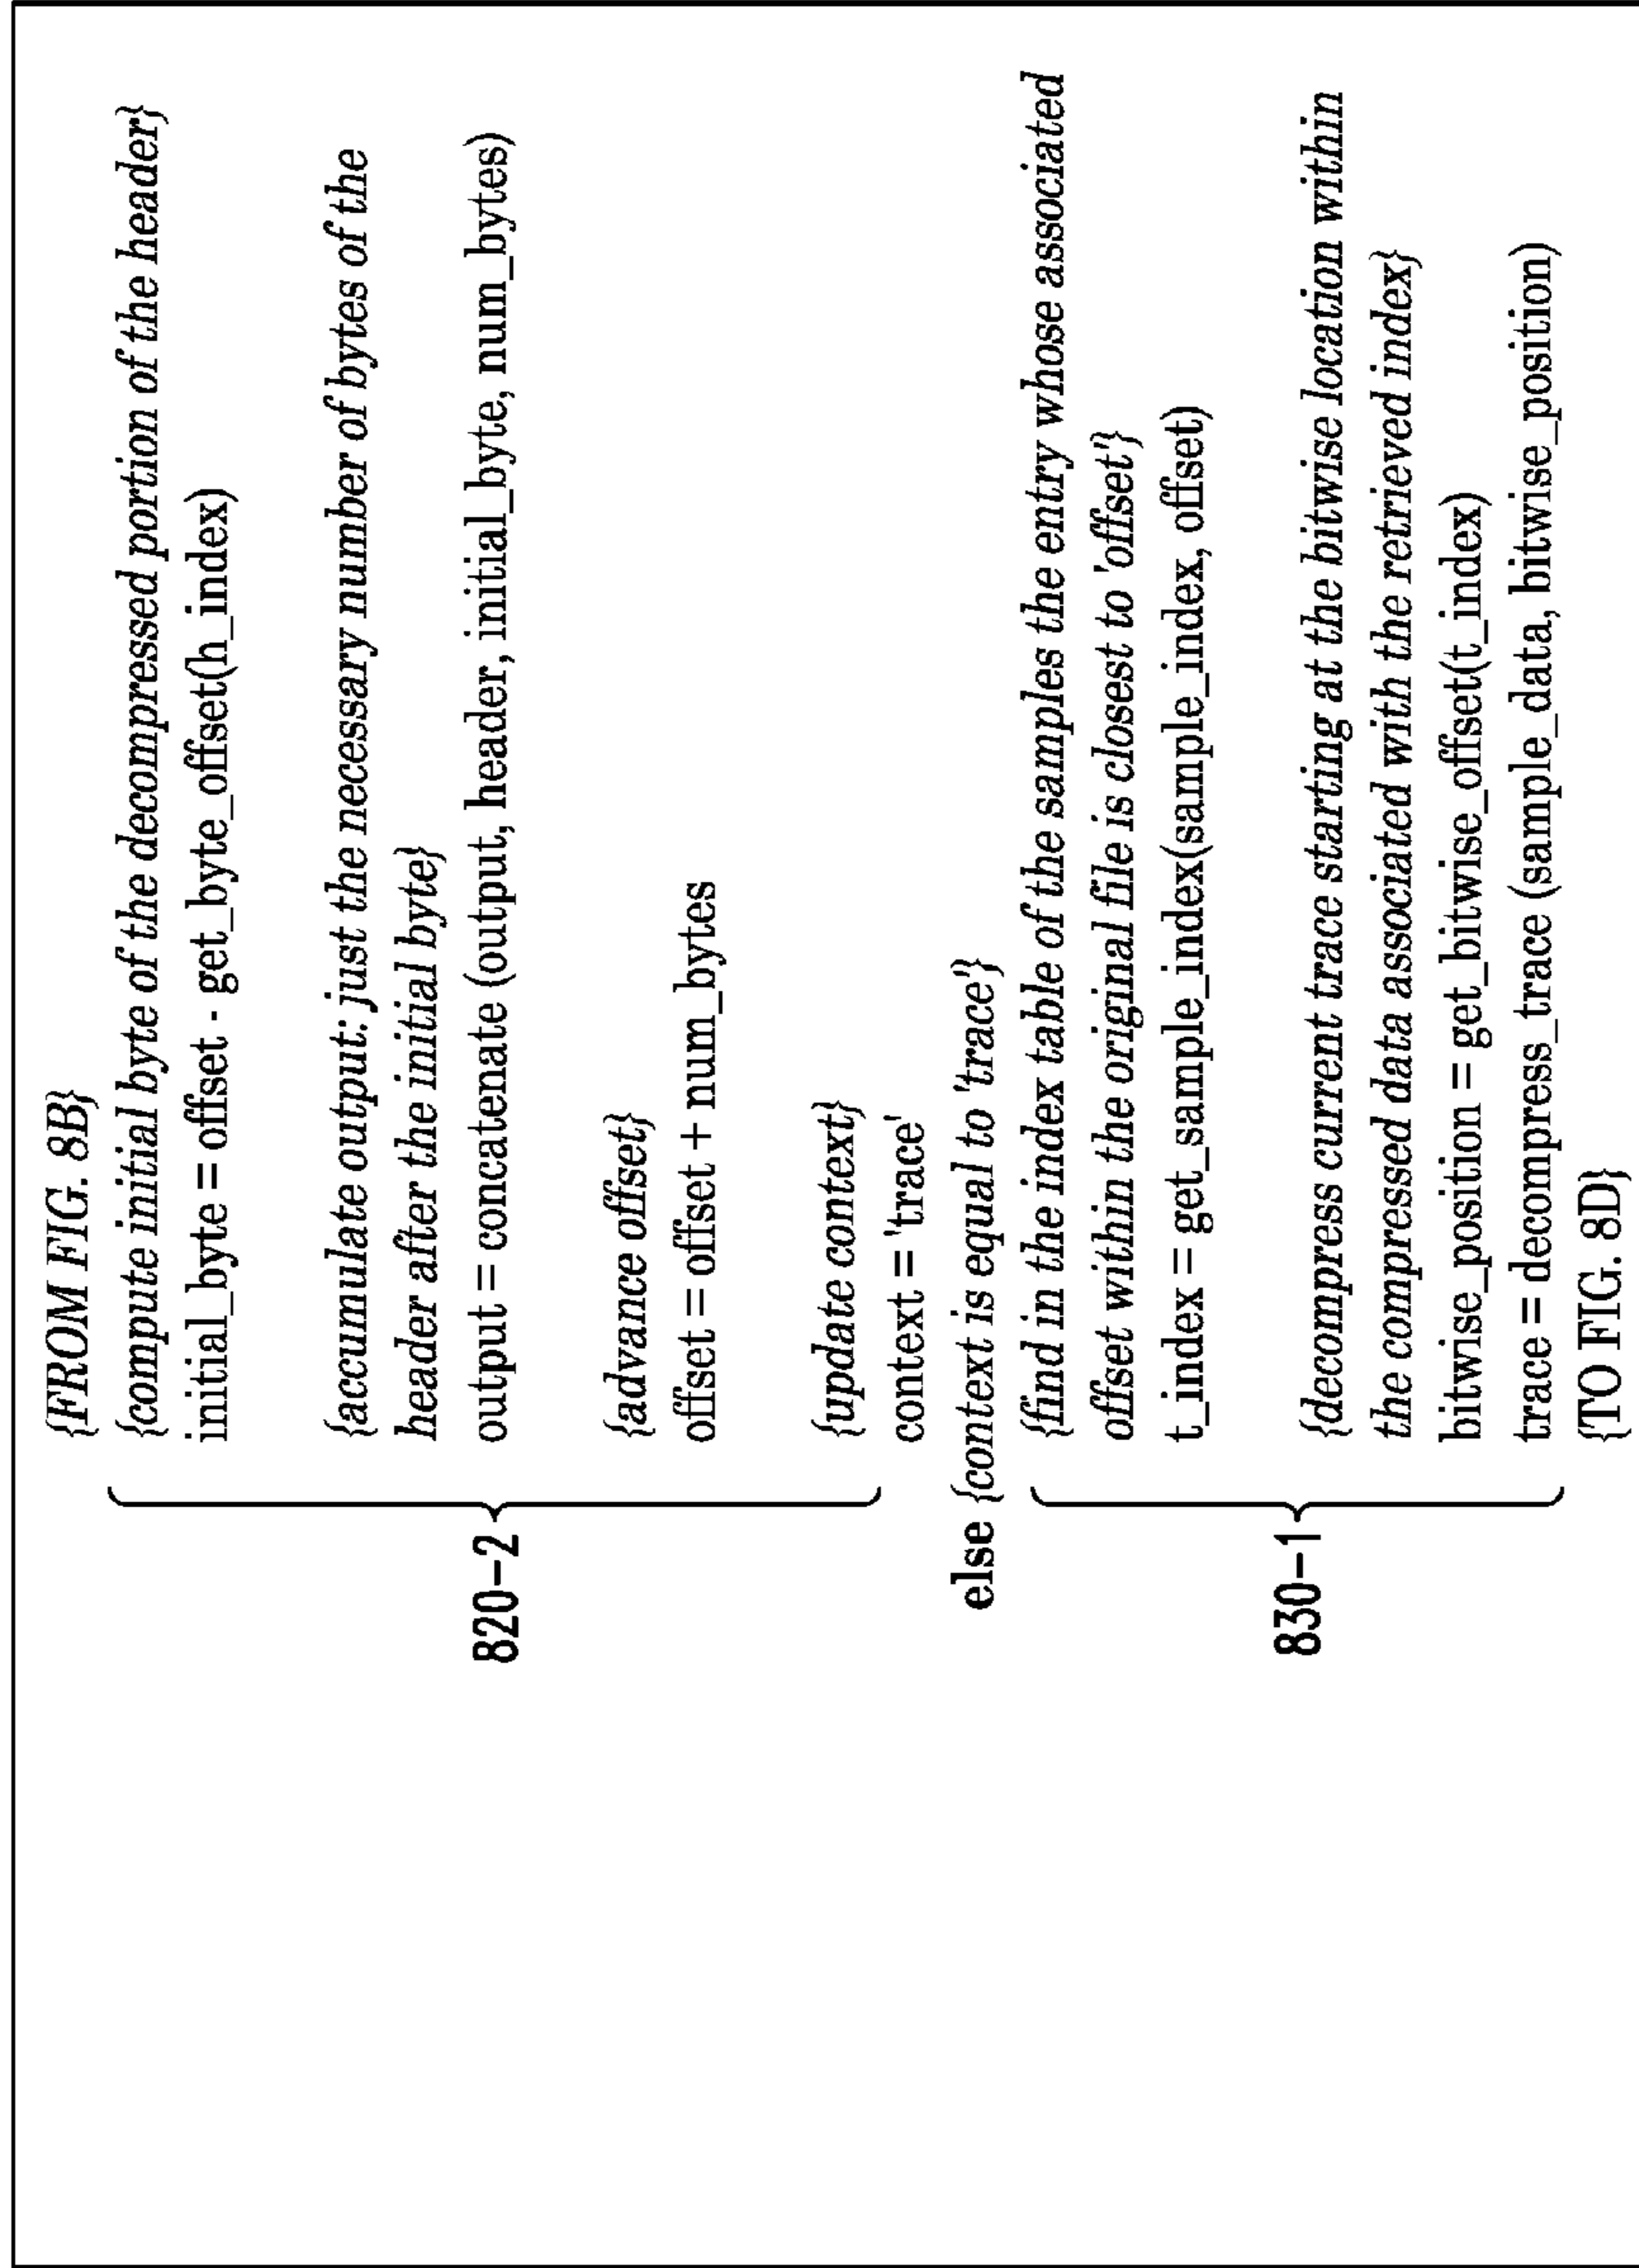 {FROM FIG. 8B}
{compute initial byte of the decompressed portion of the header}
initial_byte = offset - get_byte_offset(h_index)
{accumulate output: just the necessary number of bytes of the
header after the initial byte}
820-2
output = concatenate (output, header, initial_byte, num_bytes)
{advance offset}
offset = offset + num_bytes
{update context}
context = 'trace'
else {context is equal to 'trace'}
{find in the index table of the samples the entry whose associated
offset within the original file is closest to 'offset'}
t_index = get_sample_index(sample_index, offset)
830-1
{decompress current trace starting at the bitwise location within
the compressed data associated with the retrieved index}
bitwise_position = get_bitwise_offset(t_index)
trace = decompress_trace (sample_data, bitwise_position)
{TO FIG. 8D}